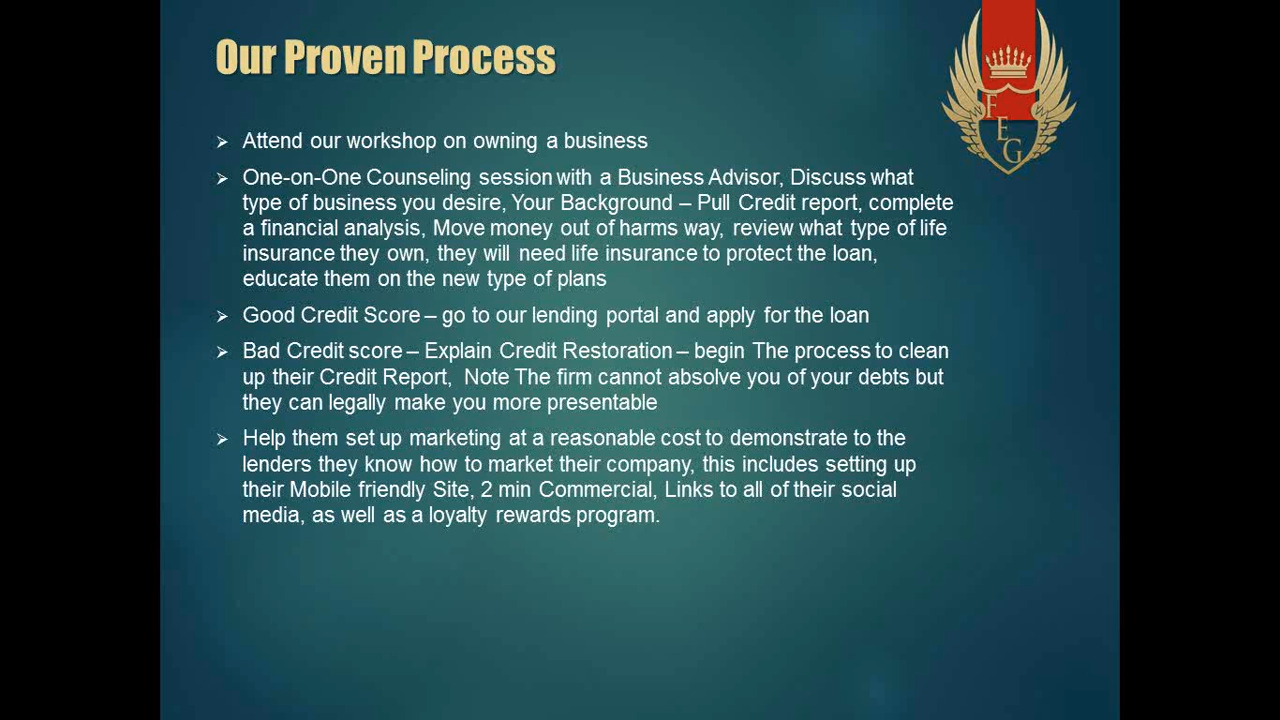 Our Proven Process
F
E
G
Attend our workshop on owning a business
One-on-One Counseling session with a Business Advisor, Discuss what
type of business you desire, Your Background – Pull Credit report, complete
a financial analysis, Move money out of harms way, review what type of life
insurance they own, they will need life insurance to protect the loan,
educate them on the new type of plans
Good Credit Score – go to our lending portal and apply for the loan
Bad Credit score – Explain Credit Restoration – begin The process to clean
up their Credit Report, Note The firm cannot absolve you of your debts but
they can legally make you more presentable
Help them set up marketing at a reasonable cost to demonstrate to the
lenders they know how to market their company, this includes setting up
their Mobile friendly Site, 2 min Commercial, Links to all of their social
media, as well as a loyalty rewards program.